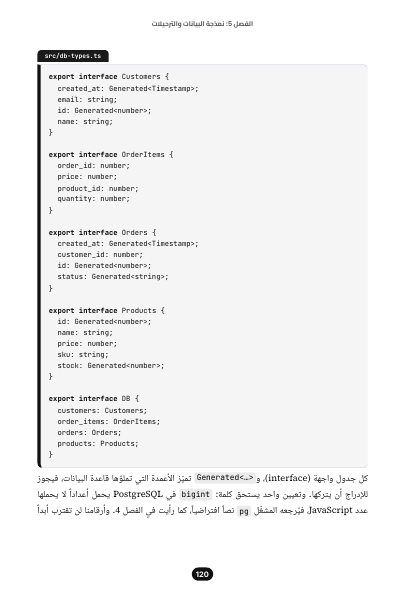 الفصل 5: نمذجة البيانات والترحيلات
src/db-types.ts
export interface Customers {
  created_at: Generated<Timestamp>;
  email: string;
  id: Generated<number>;
  name: string;
}
export interface OrderItems {
  order_id: number;
  price: number;
  product_id: number;
  quantity: number;
}
export interface Orders {
  created_at: Generated<Timestamp>;
  customer_id: number;
  id: Generated<number>;
  status: Generated<string>;
}
export interface Products {
  id: Generated<number>;
  name: string;
  price: number;
  sku: string;
  stock: Generated<number>;
}
export interface DB {
  customers: Customers;
  order_items: OrderItems;
  orders: Orders;
  products: Products;
}
كل جدول واجهة (interface)، و Generated<…> تميّز الأعمدة التي تملؤها قاعدة البيانات، فيجوز
للإدراج أن يتركها. وتعيين واحد يستحق كلمة: bigint في PostgreSQL يحمل أعداداً لا يحملها
عدد JavaScript، فيُرجعه المشغّل pg نصاً افتراضياً، كما رأيت في الفصل 4. وأرقامنا لن تقترب أبداً
120